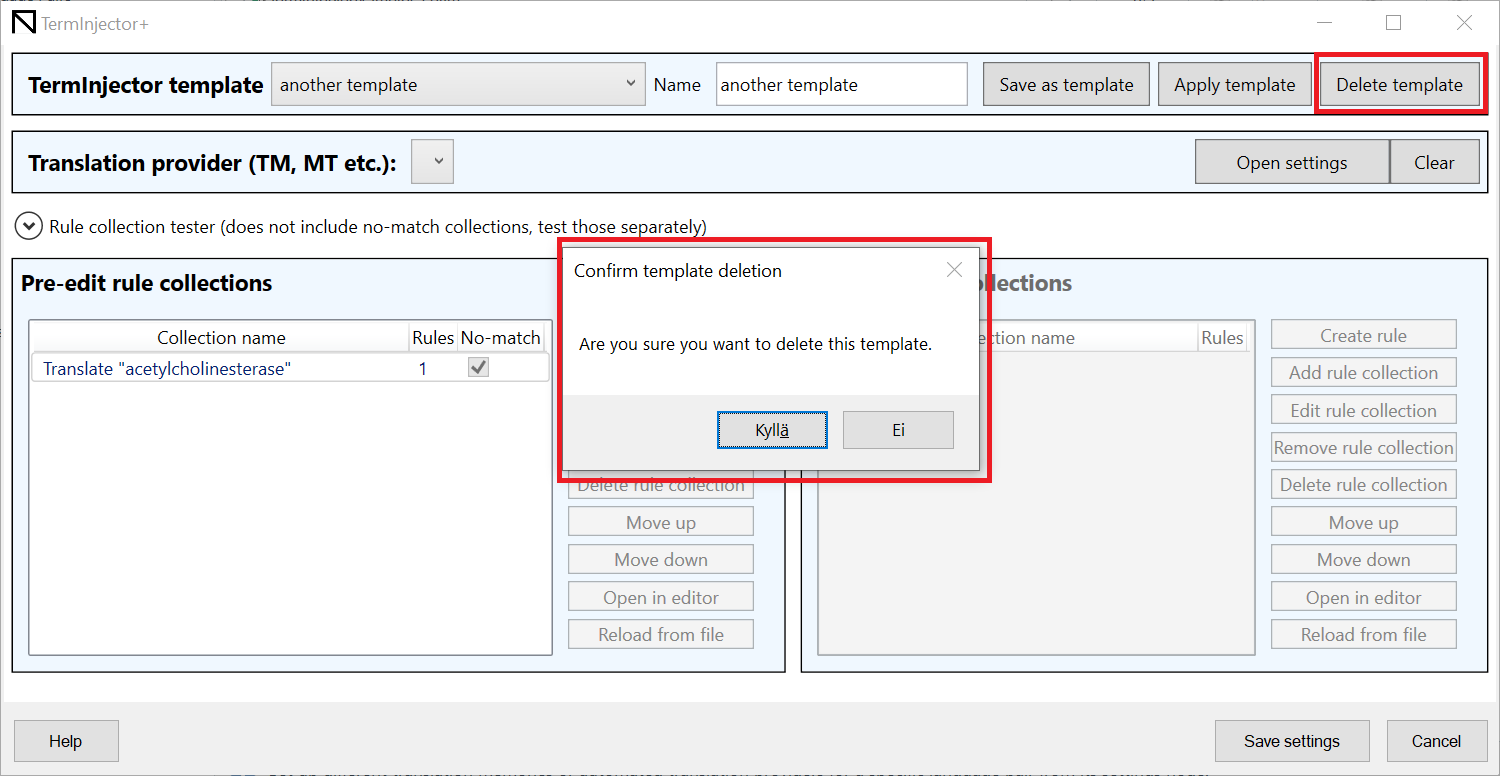 TermInjector+
TermInjector template another template Name another template Save as template Apply template Delete template
Translation provider (TM, MT etc.): Open settings Clear
Rule collection tester (does not include no-match collections, test those separately)
Pre-edit rule collections
Collection name Rules No-match
Translate "acetylcholinesterase" 1
Delete rule collection
Move up
Move down
Open in editor
Reload from file
Confirm template deletion
Are you sure you want to delete this template.
Kyllä Ei
name Rules
Create rule
Add rule collection
Edit rule collection
Remove rule collection
Delete rule collection
Move up
Move down
Open in editor
Reload from file
Help Save settings Cancel